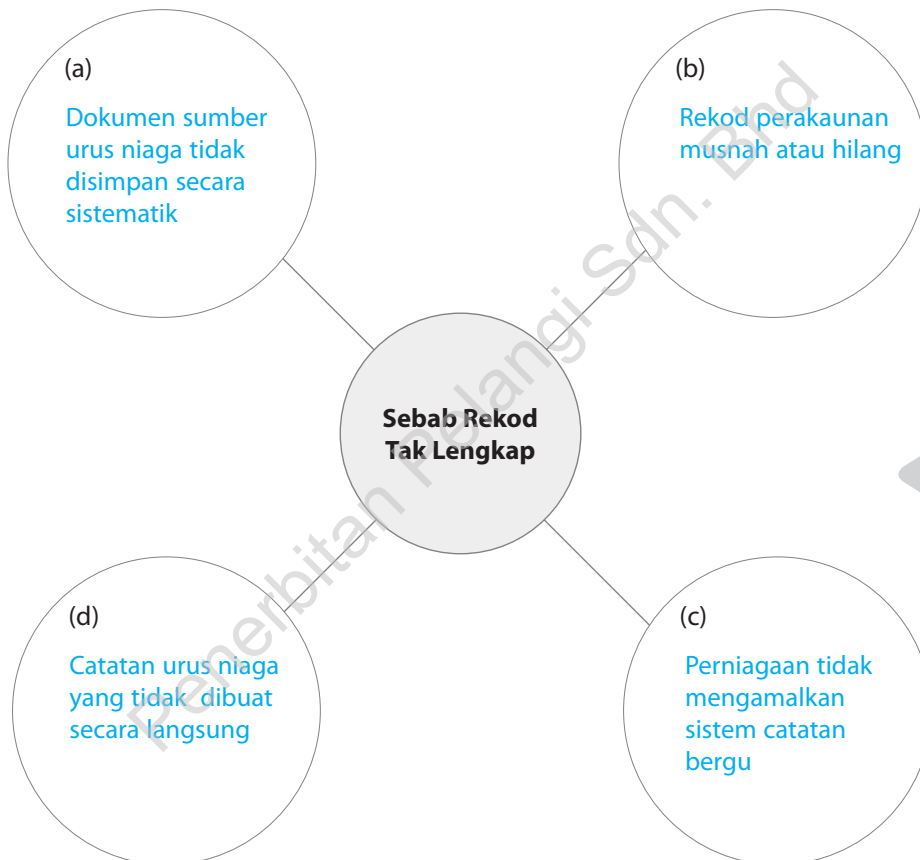 (a)
Dokumen sumber
urus niaga tidak
disimpan secara
sistematik
(b)
Rekod perakaunan
musnah atau hilang
Sebab Rekod
Tak Lengkap
(d)
Catatan urus niaga
yang tidak dibuat
secara langsung
(c)
Perniagaan tidak
mengamalkan
sistem catatan
bergu
Penerbitan Pelangi Sdn. Bhd